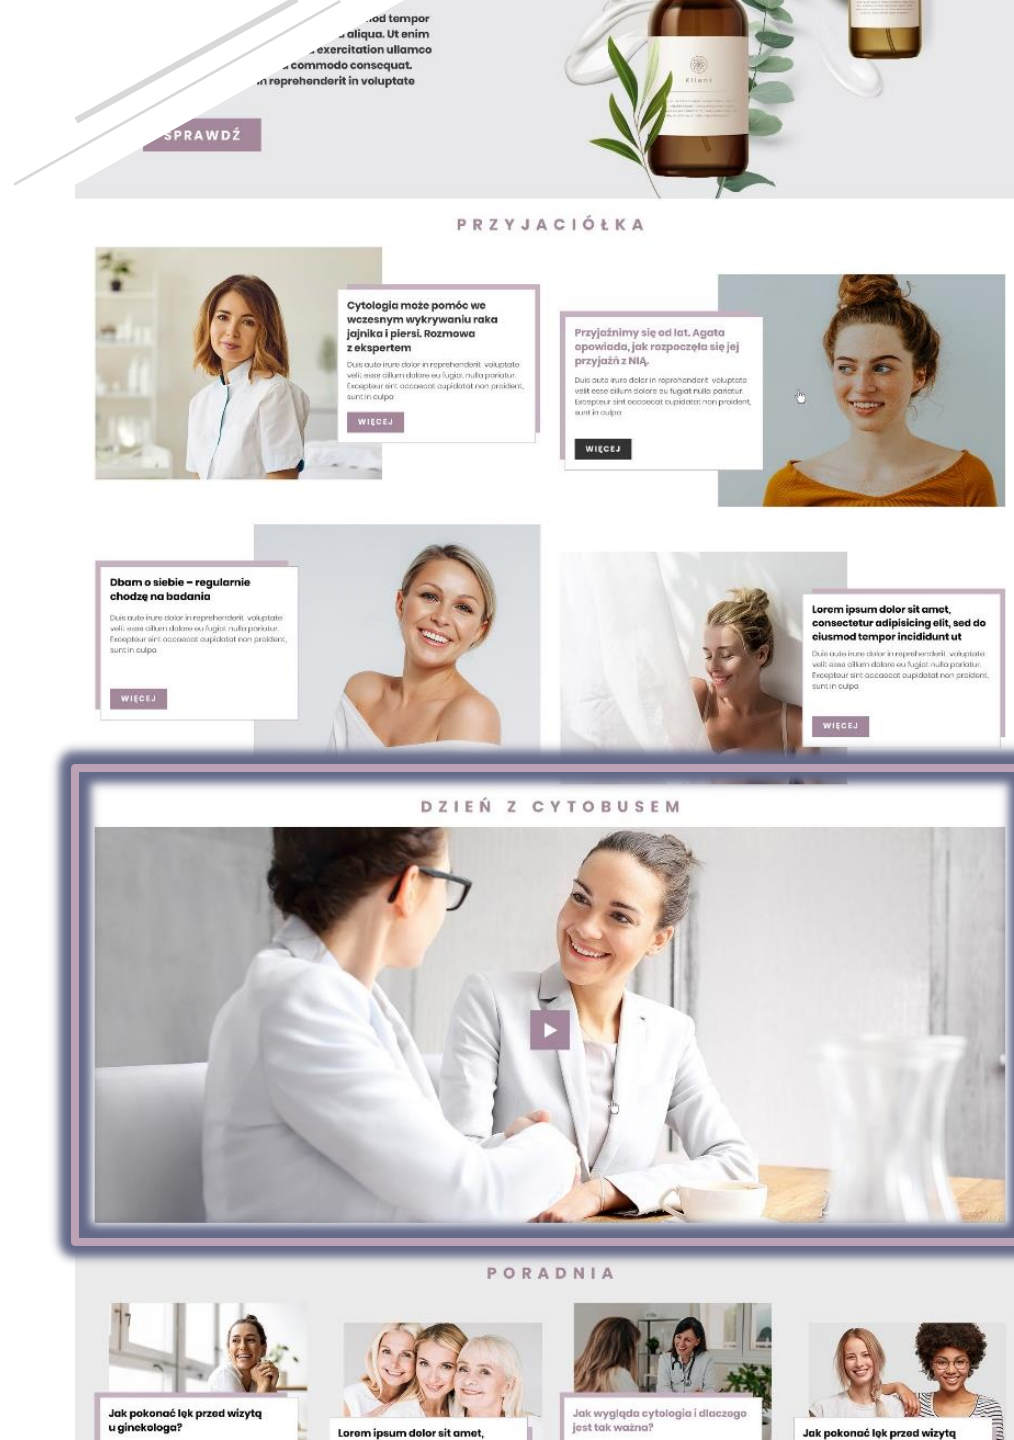 mod tempor
aliqua. Ut enim
exercitation ullamco
commodo consequat.
in reprehenderit in voluptate
SPRAWDŹ
Klient
PRZYJACIÓŁKA
Cytologia może pomóc we
wczesnym wykrywaniu raka
jajnika i piersi. Rozmowa
z ekspertem
Duis aute irure dolor in reprehenderit voluptate
velit esse cillum dolore eu fugiat nulla pariatur.
Excepteur sint occaecat cupidatat non proident,
sunt in culpa
WIĘCEJ
Przyjaźnimy się od lat. Agata
opowiada, jak rozpoczęła się jej
przyjaźń z NIĄ.
Duis aute irure dolor in reprehenderit voluptate
velit esse cillum dolore eu fugiat nulla pariatur.
Excepteur sint occaecat cupidatat non proident,
sunt in culpa
WIĘCEJ
Dbam o siebie – regularnie
chodzę na badania
Duis aute irure dolor in reprehenderit voluptate
velit esse cillum dolore eu fugiat nulla pariatur.
Excepteur sint occaecat cupidatat non proident,
sunt in culpa
WIĘCEJ
Lorem ipsum dolor sit amet,
consectetur adipisicing elit, sed do
eiusmod tempor incididunt ut
Duis aute irure dolor in reprehenderit voluptate
velit esse cillum dolore eu fugiat nulla pariatur.
Excepteur sint occaecat cupidatat non proident,
sunt in culpa
WIĘCEJ
DZIEŃ Z CYTOBUSEM
PORADNIA
Jak pokonać lęk przed wizytą
u ginekologa?
Lorem ipsum dolor sit amet,
Jak wygląda cytologia i dlaczego
jest tak ważna?
Jak pokonać lęk przed wizytą